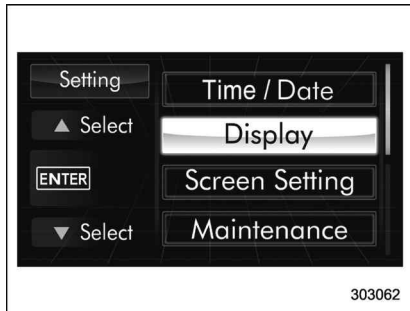 Setting
▲ Select
ENTER
▼ Select
Time / Date
Display
Screen Setting
Maintenance
303062